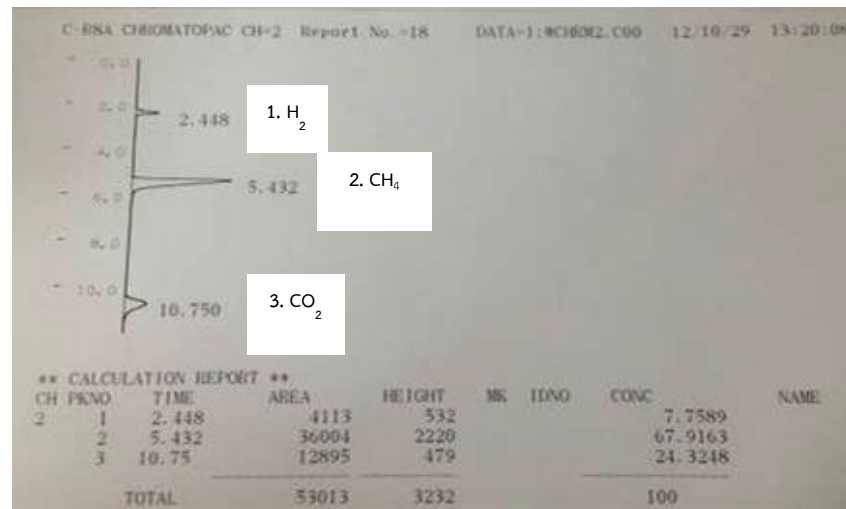 C-R8A CHROMATOPAC CH=2 Report No.=18 DATA=1:@CHROM2.C00 12/10/29 13:20:08
0.0
2.0
2.448
1. H₂
4.0
5.432
2. CH₄
6.0
8.0
10.0
10.750
3. CO₂
** CALCULATION REPORT **
CH PKNO TIME AREA HEIGHT MK IDNO CONC NAME
2 1 2.448 4113 532 7.7589
2 5.432 36004 2220 67.9163
3 10.75 12895 479 24.3248
TOTAL 53013 3232 100